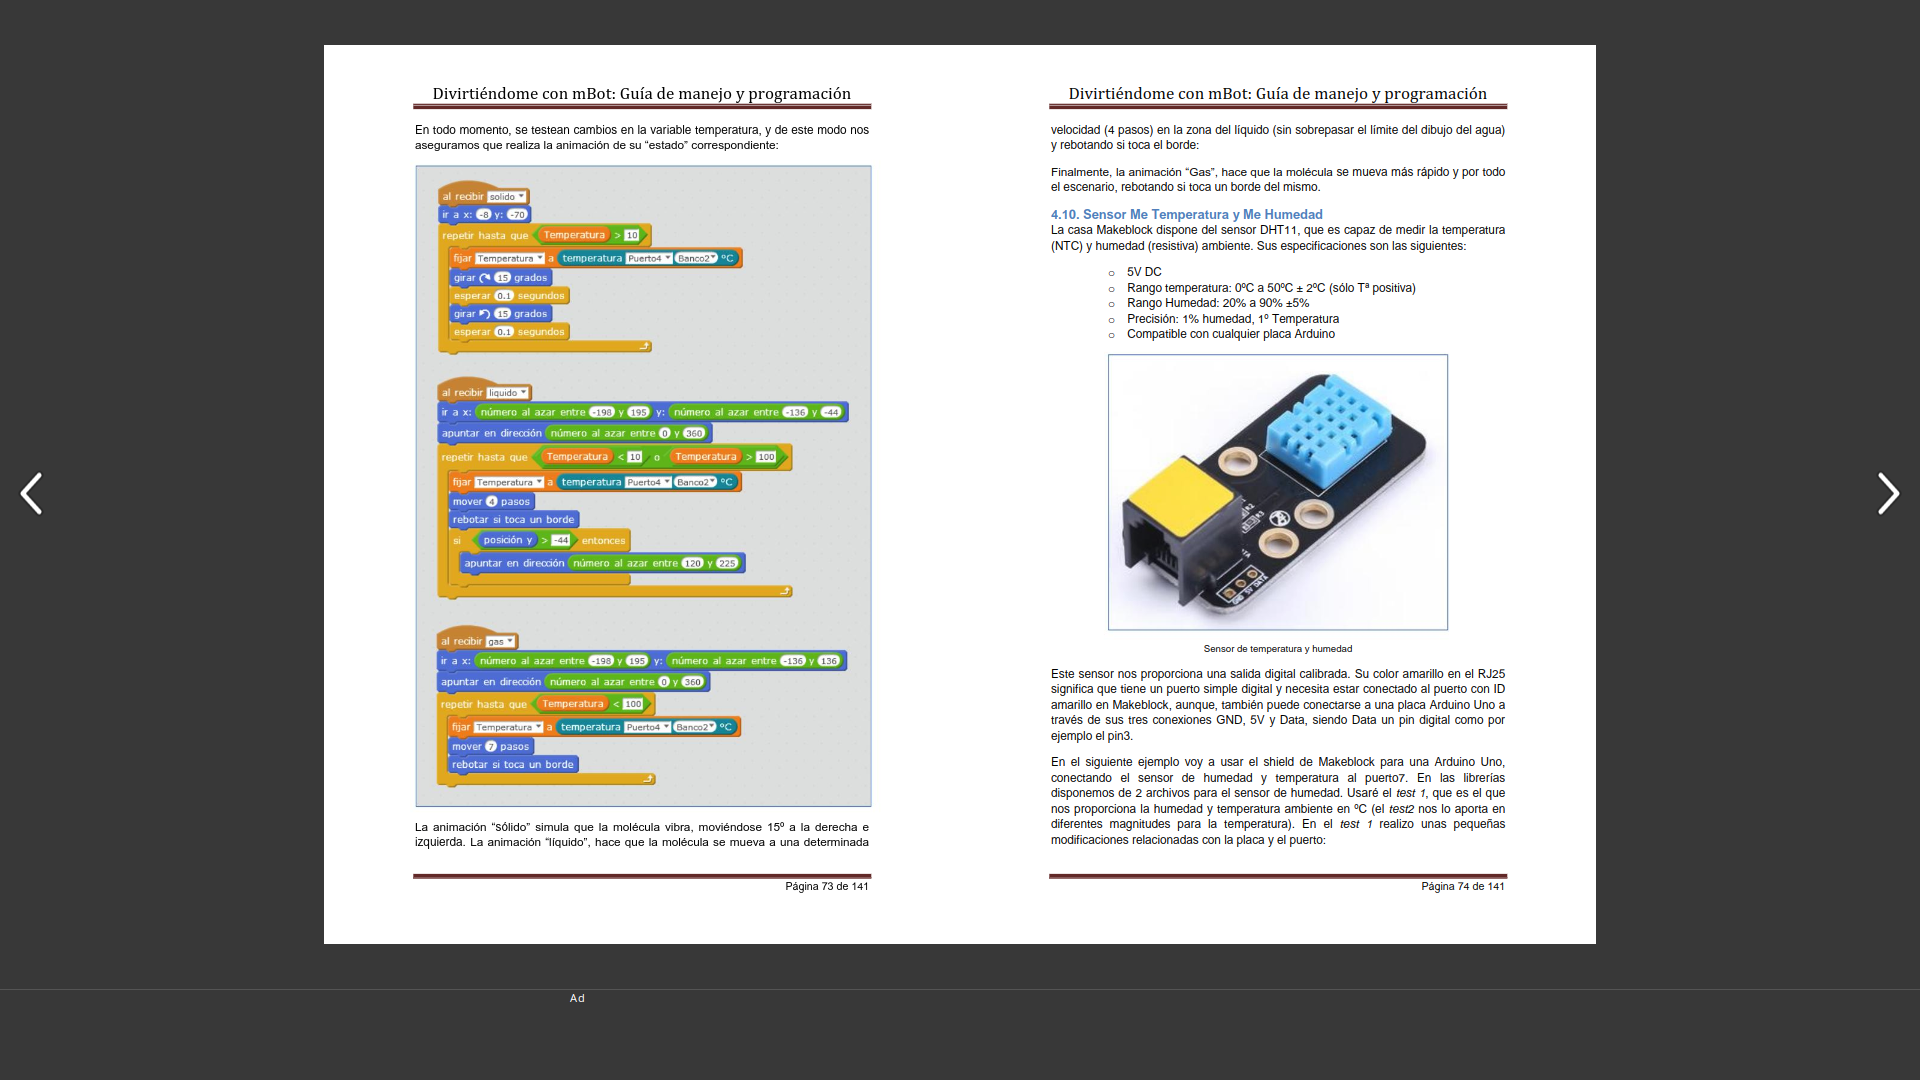 Divirtiéndome con mBot: Guía de manejo y programación
En todo momento, se testean cambios en la variable temperatura, y de este modo nos
aseguramos que realiza la animación de su “estado” correspondiente:
al recibir solido
ir a x: -8 y: -70
repetir hasta que Temperatura > 10
fijar Temperatura a temperatura Puerto4 Banco2 ºC
girar 15 grados
esperar 0.1 segundos
girar 15 grados
esperar 0.1 segundos
al recibir liquido
ir a x: número al azar entre -198 y 195 y: número al azar entre -136 y -44
apuntar en dirección número al azar entre 0 y 360
repetir hasta que Temperatura < 10 o Temperatura > 100
fijar Temperatura a temperatura Puerto4 Banco2 ºC
mover 4 pasos
rebotar si toca un borde
si posición y > -44 entonces
apuntar en dirección número al azar entre 120 y 225
al recibir gas
ir a x: número al azar entre -198 y 195 y: número al azar entre -136 y 136
apuntar en dirección número al azar entre 0 y 360
repetir hasta que Temperatura < 100
fijar Temperatura a temperatura Puerto4 Banco2 ºC
mover 7 pasos
rebotar si toca un borde
La animación “sólido” simula que la molécula vibra, moviéndose 15º a la derecha e
izquierda. La animación “líquido”, hace que la molécula se mueva a una determinada
Página 73 de 141
Divirtiéndome con mBot: Guía de manejo y programación
velocidad (4 pasos) en la zona del líquido (sin sobrepasar el límite del dibujo del agua)
y rebotando si toca el borde:
Finalmente, la animación “Gas”, hace que la molécula se mueva más rápido y por todo
el escenario, rebotando si toca un borde del mismo.
4.10. Sensor Me Temperatura y Me Humedad
La casa Makeblock dispone del sensor DHT11, que es capaz de medir la temperatura
(NTC) y humedad (resistiva) ambiente. Sus especificaciones son las siguientes:
o 5V DC
o Rango temperatura: 0ºC a 50ºC ± 2ºC (sólo Tª positiva)
o Rango Humedad: 20% a 90% ±5%
o Precisión: 1% humedad, 1º Temperatura
o Compatible con cualquier placa Arduino
R2
R3
GND 5V DATA
Sensor de temperatura y humedad
Este sensor nos proporciona una salida digital calibrada. Su color amarillo en el RJ25
significa que tiene un puerto simple digital y necesita estar conectado al puerto con ID
amarillo en Makeblock, aunque, también puede conectarse a una placa Arduino Uno a
través de sus tres conexiones GND, 5V y Data, siendo Data un pin digital como por
ejemplo el pin3.
En el siguiente ejemplo voy a usar el shield de Makeblock para una Arduino Uno,
conectando el sensor de humedad y temperatura al puerto7. En las librerías
disponemos de 2 archivos para el sensor de humedad. Usaré el test 1, que es el que
nos proporciona la humedad y temperatura ambiente en ºC (el test2 nos lo aporta en
diferentes magnitudes para la temperatura). En el test 1 realizo unas pequeñas
modificaciones relacionadas con la placa y el puerto:
Página 74 de 141
Ad